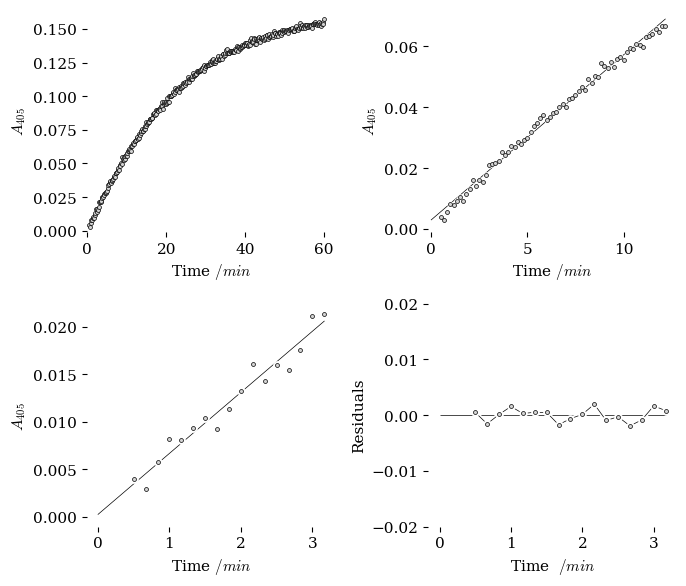 0.150
0.125
0.100
0.075
0.050
0.025
0.000
A405
0 20 40 60
Time /min
0.06
0.04
0.02
0.00
A405
0 5 10
Time /min
0.020
0.015
0.010
0.005
0.000
A405
0 1 2 3
Time /min
0.02
0.01
0.00
−0.01
−0.02
Residuals
0 1 2 3
Time /min